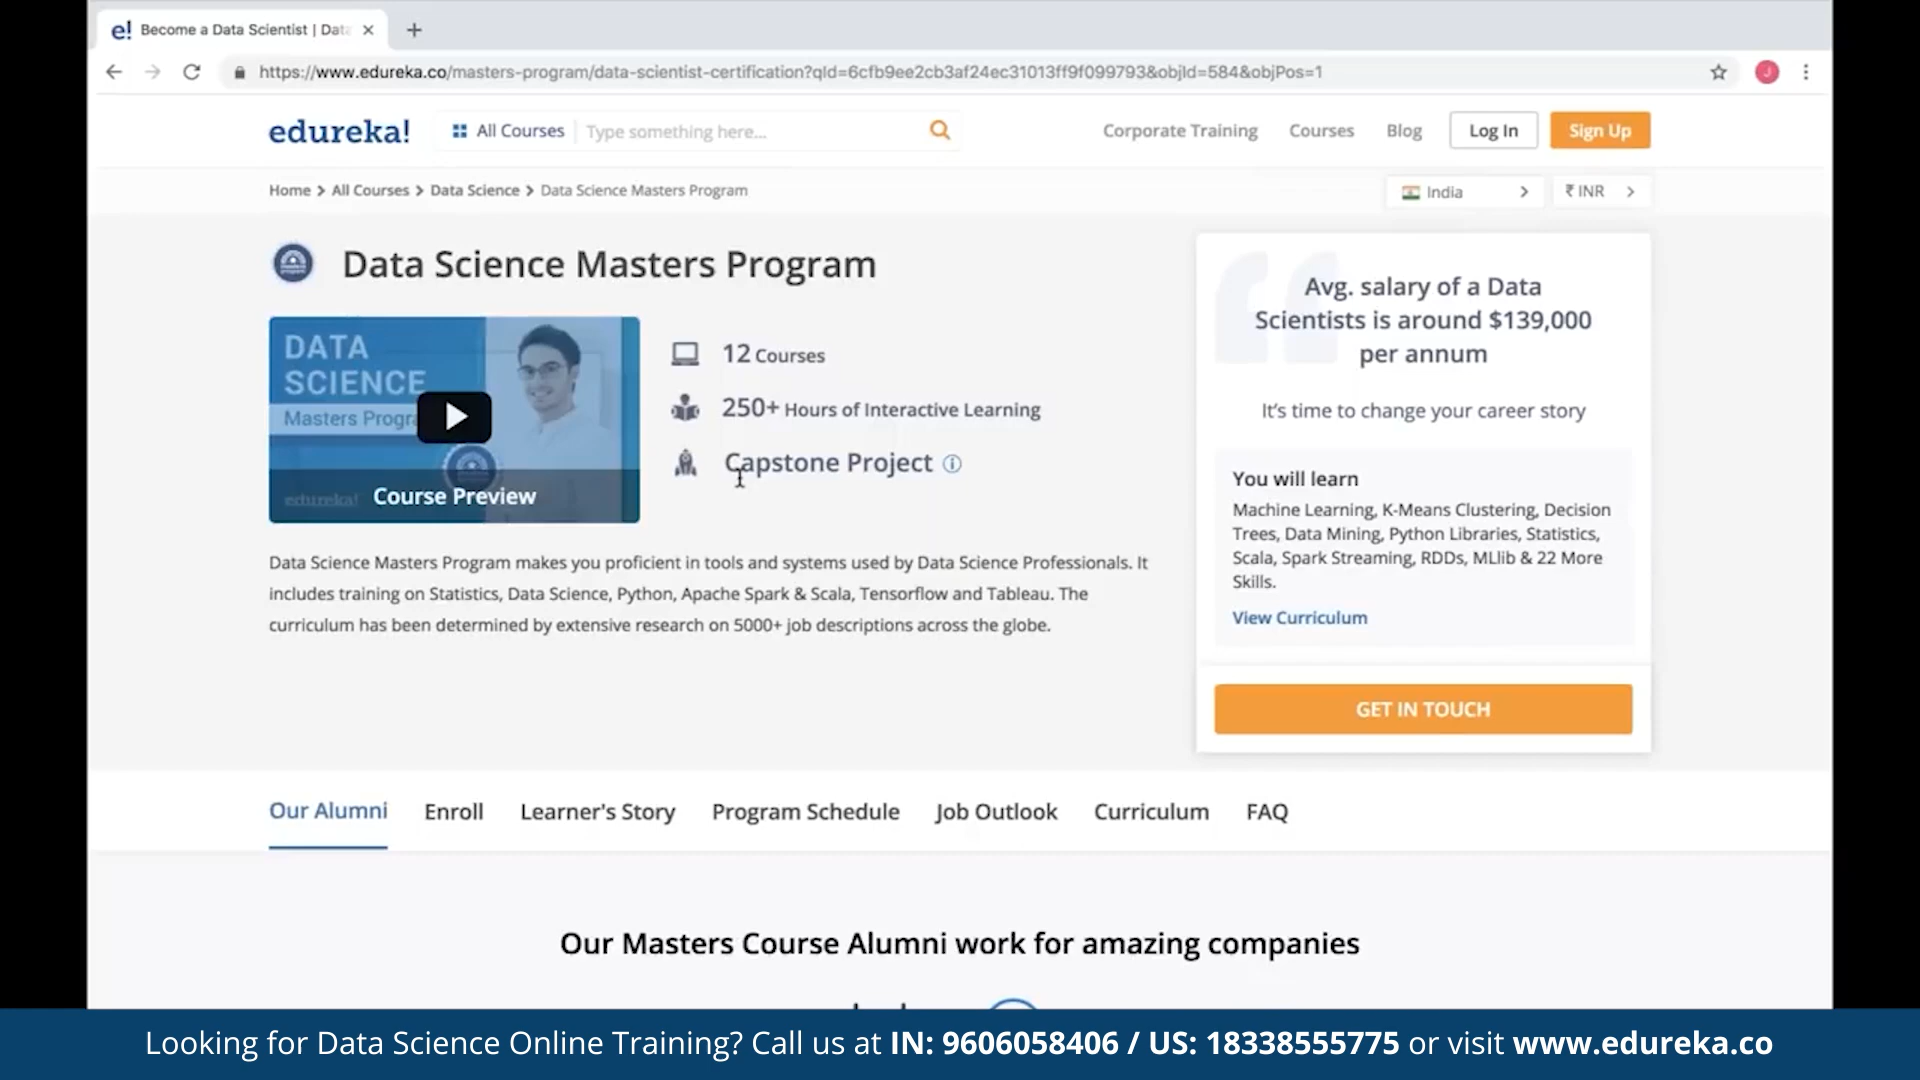 e! Become a Data Scientist | Data
https://www.edureka.co/masters-program/data-scientist-certification?qId=6cfb9ee2cb3af24ec31013ff9f099793&objId=584&objPos=1
J
edureka! All Courses Type something here... Corporate Training Courses Blog Log In Sign Up
Home > All Courses > Data Science > Data Science Masters Program
India > ₹ INR >
Data Science Masters Program
DATA
SCIENCE
Masters Progra
edureka!
Course Preview
12 Courses
250+ Hours of Interactive Learning
Capstone Project
Data Science Masters Program makes you proficient in tools and systems used by Data Science Professionals. It
includes training on Statistics, Data Science, Python, Apache Spark & Scala, Tensorflow and Tableau. The
curriculum has been determined by extensive research on 5000+ job descriptions across the globe.
Avg. salary of a Data
Scientists is around $139,000
per annum
It's time to change your career story
You will learn
Machine Learning, K-Means Clustering, Decision
Trees, Data Mining, Python Libraries, Statistics,
Scala, Spark Streaming, RDDs, MLlib & 22 More
Skills.
View Curriculum
GET IN TOUCH
Our Alumni Enroll Learner's Story Program Schedule Job Outlook Curriculum FAQ
Our Masters Course Alumni work for amazing companies
Looking for Data Science Online Training? Call us at IN: 9606058406 / US: 18338555775 or visit www.edureka.co